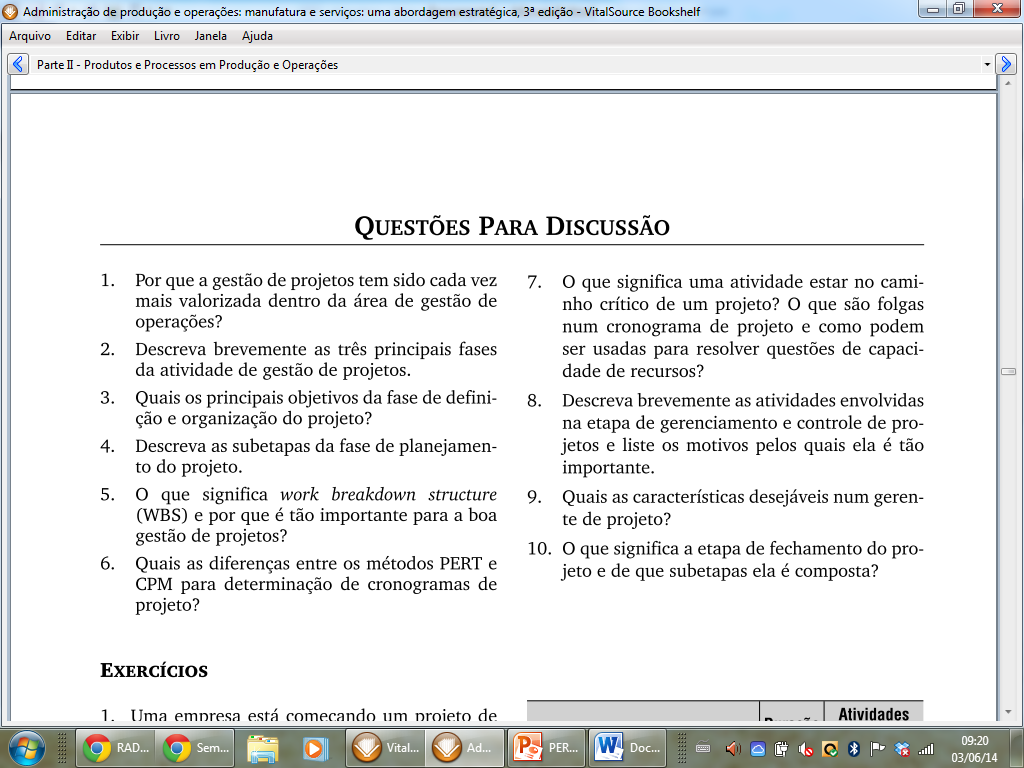 Administração de produção e operações: manufatura e serviços: uma abordagem estratégica, 3ª edição - VitalSource Bookshelf
Arquivo Editar Exibir Livro Janela Ajuda
Parte II - Produtos e Processos em Produção e Operações
QUESTÕES PARA DISCUSSÃO
1. Por que a gestão de projetos tem sido cada vez
mais valorizada dentro da área de gestão de
operações?
2. Descreva brevemente as três principais fases
da atividade de gestão de projetos.
3. Quais os principais objetivos da fase de defini-
ção e organização do projeto?
4. Descreva as subetapas da fase de planejamen-
to do projeto.
5. O que significa work breakdown structure
(WBS) e por que é tão importante para a boa
gestão de projetos?
6. Quais as diferenças entre os métodos PERT e
CPM para determinação de cronogramas de
projeto?
7. O que significa uma atividade estar no cami-
nho crítico de um projeto? O que são folgas
num cronograma de projeto e como podem
ser usadas para resolver questões de capaci-
dade de recursos?
8. Descreva brevemente as atividades envolvidas
na etapa de gerenciamento e controle de pro-
jetos e liste os motivos pelos quais ela é tão
importante.
9. Quais as características desejáveis num geren-
te de projeto?
10. O que significa a etapa de fechamento do pro-
jeto e de que subetapas ela é composta?
EXERCÍCIOS
1. Uma empresa está começando um projeto de
Duração
Atividades
RAD... Sem... Vital... Ad... PER... Doc...
09:20
03/06/14